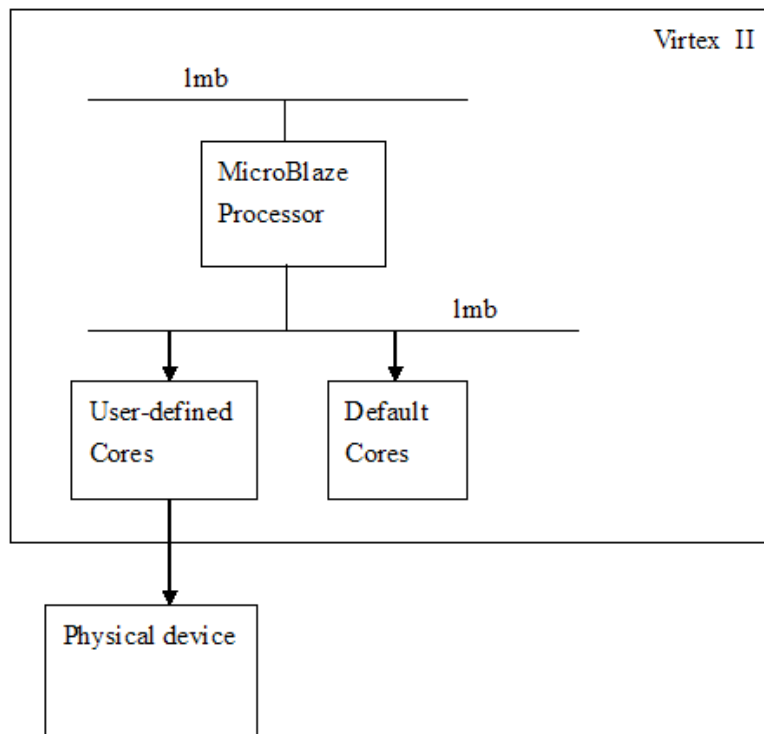 Virtex II
lmb
MicroBlaze
Processor
lmb
User-defined
Cores
Default
Cores
Physical device